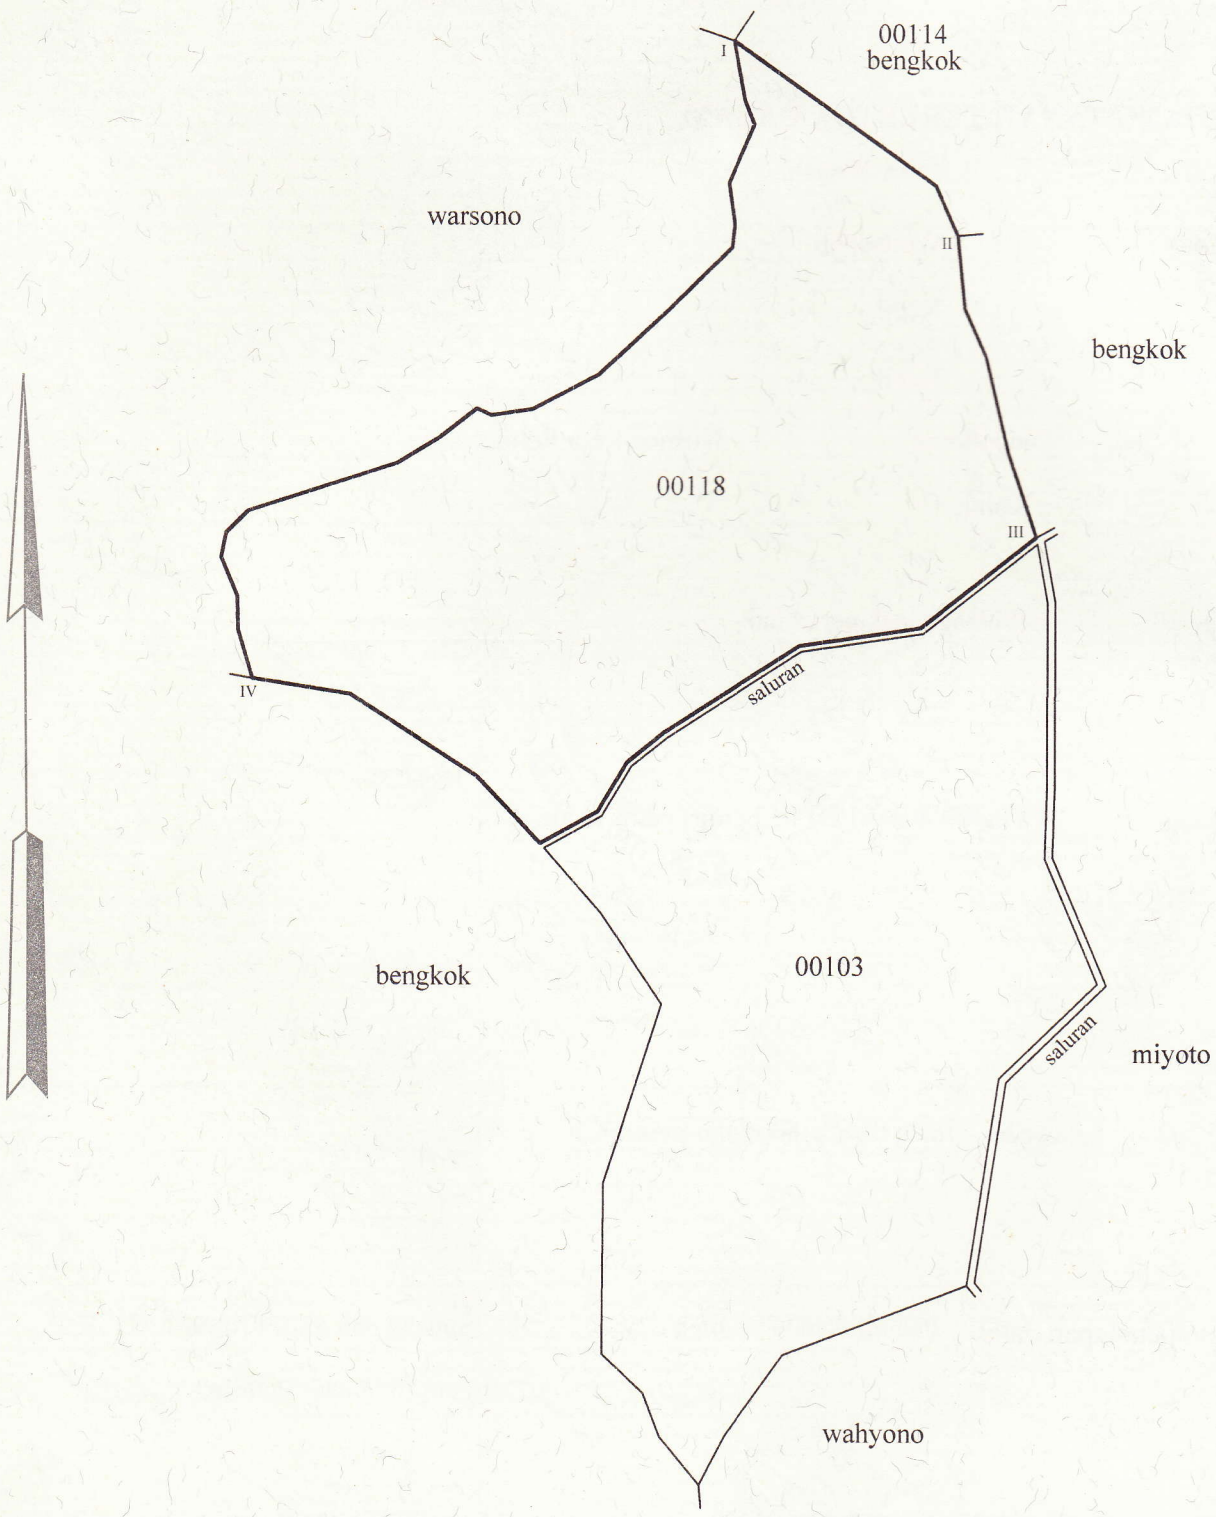 00114
bengkok
I
warsono
II
bengkok
00118
III
saluran
IV
00103
bengkok
saluran
miyoto
wahyono